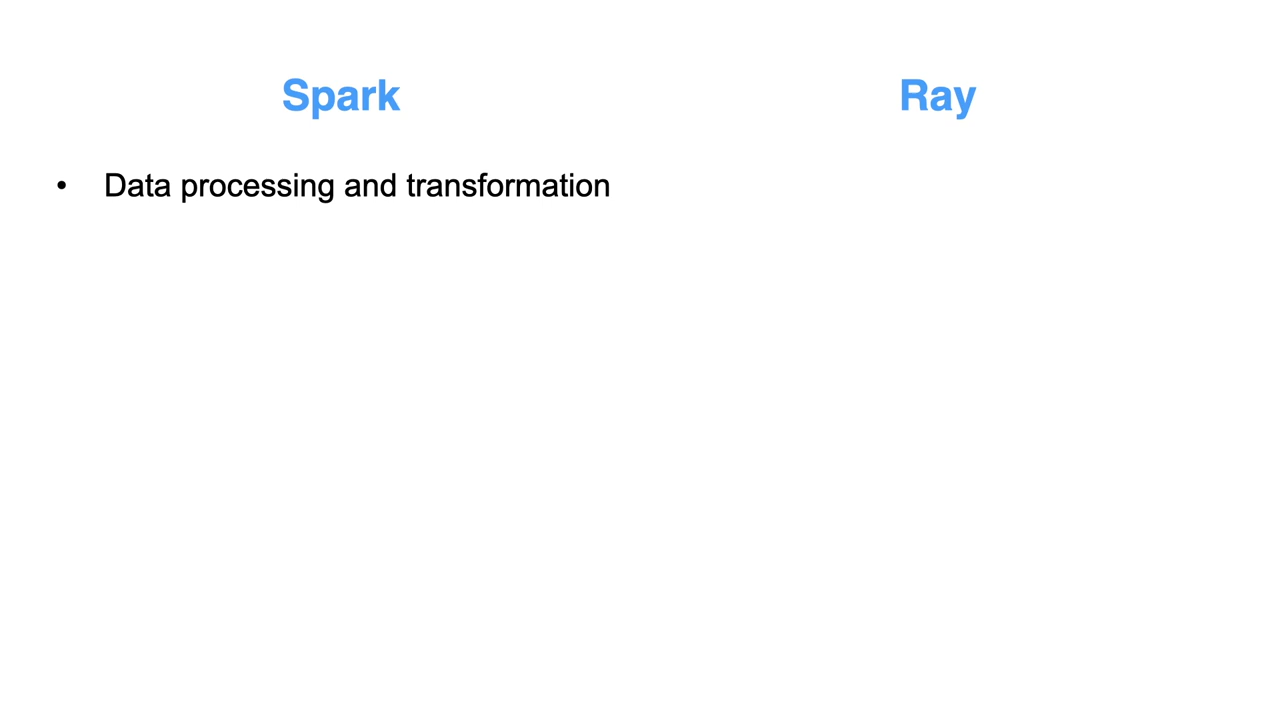 Spark
Ray
• Data processing and transformation